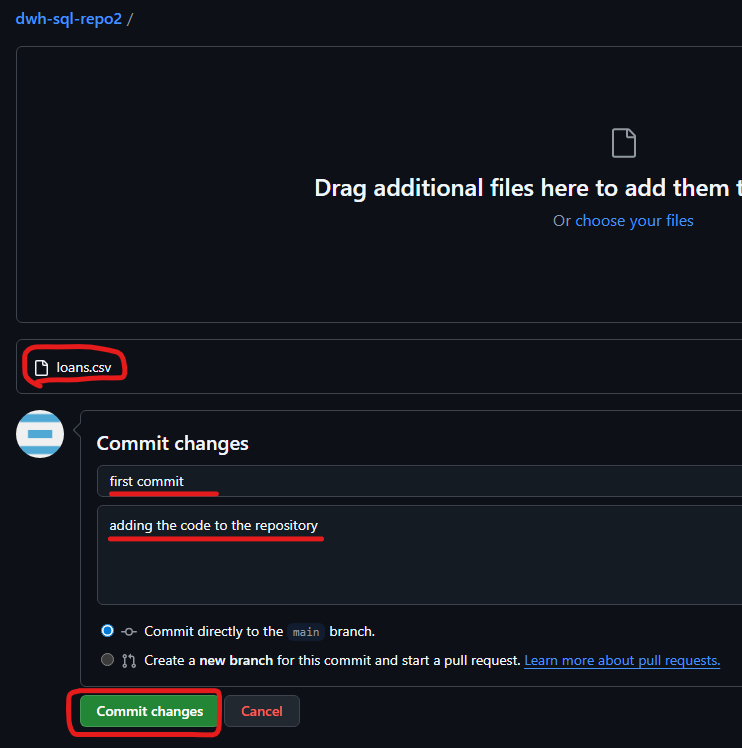 dwh-sql-repo2 /
Drag additional files here to add them t
Or choose your files
loans.csv
Commit changes
first commit
adding the code to the repository
Commit directly to the main branch.
Create a new branch for this commit and start a pull request. Learn more about pull requests.
Commit changes Cancel